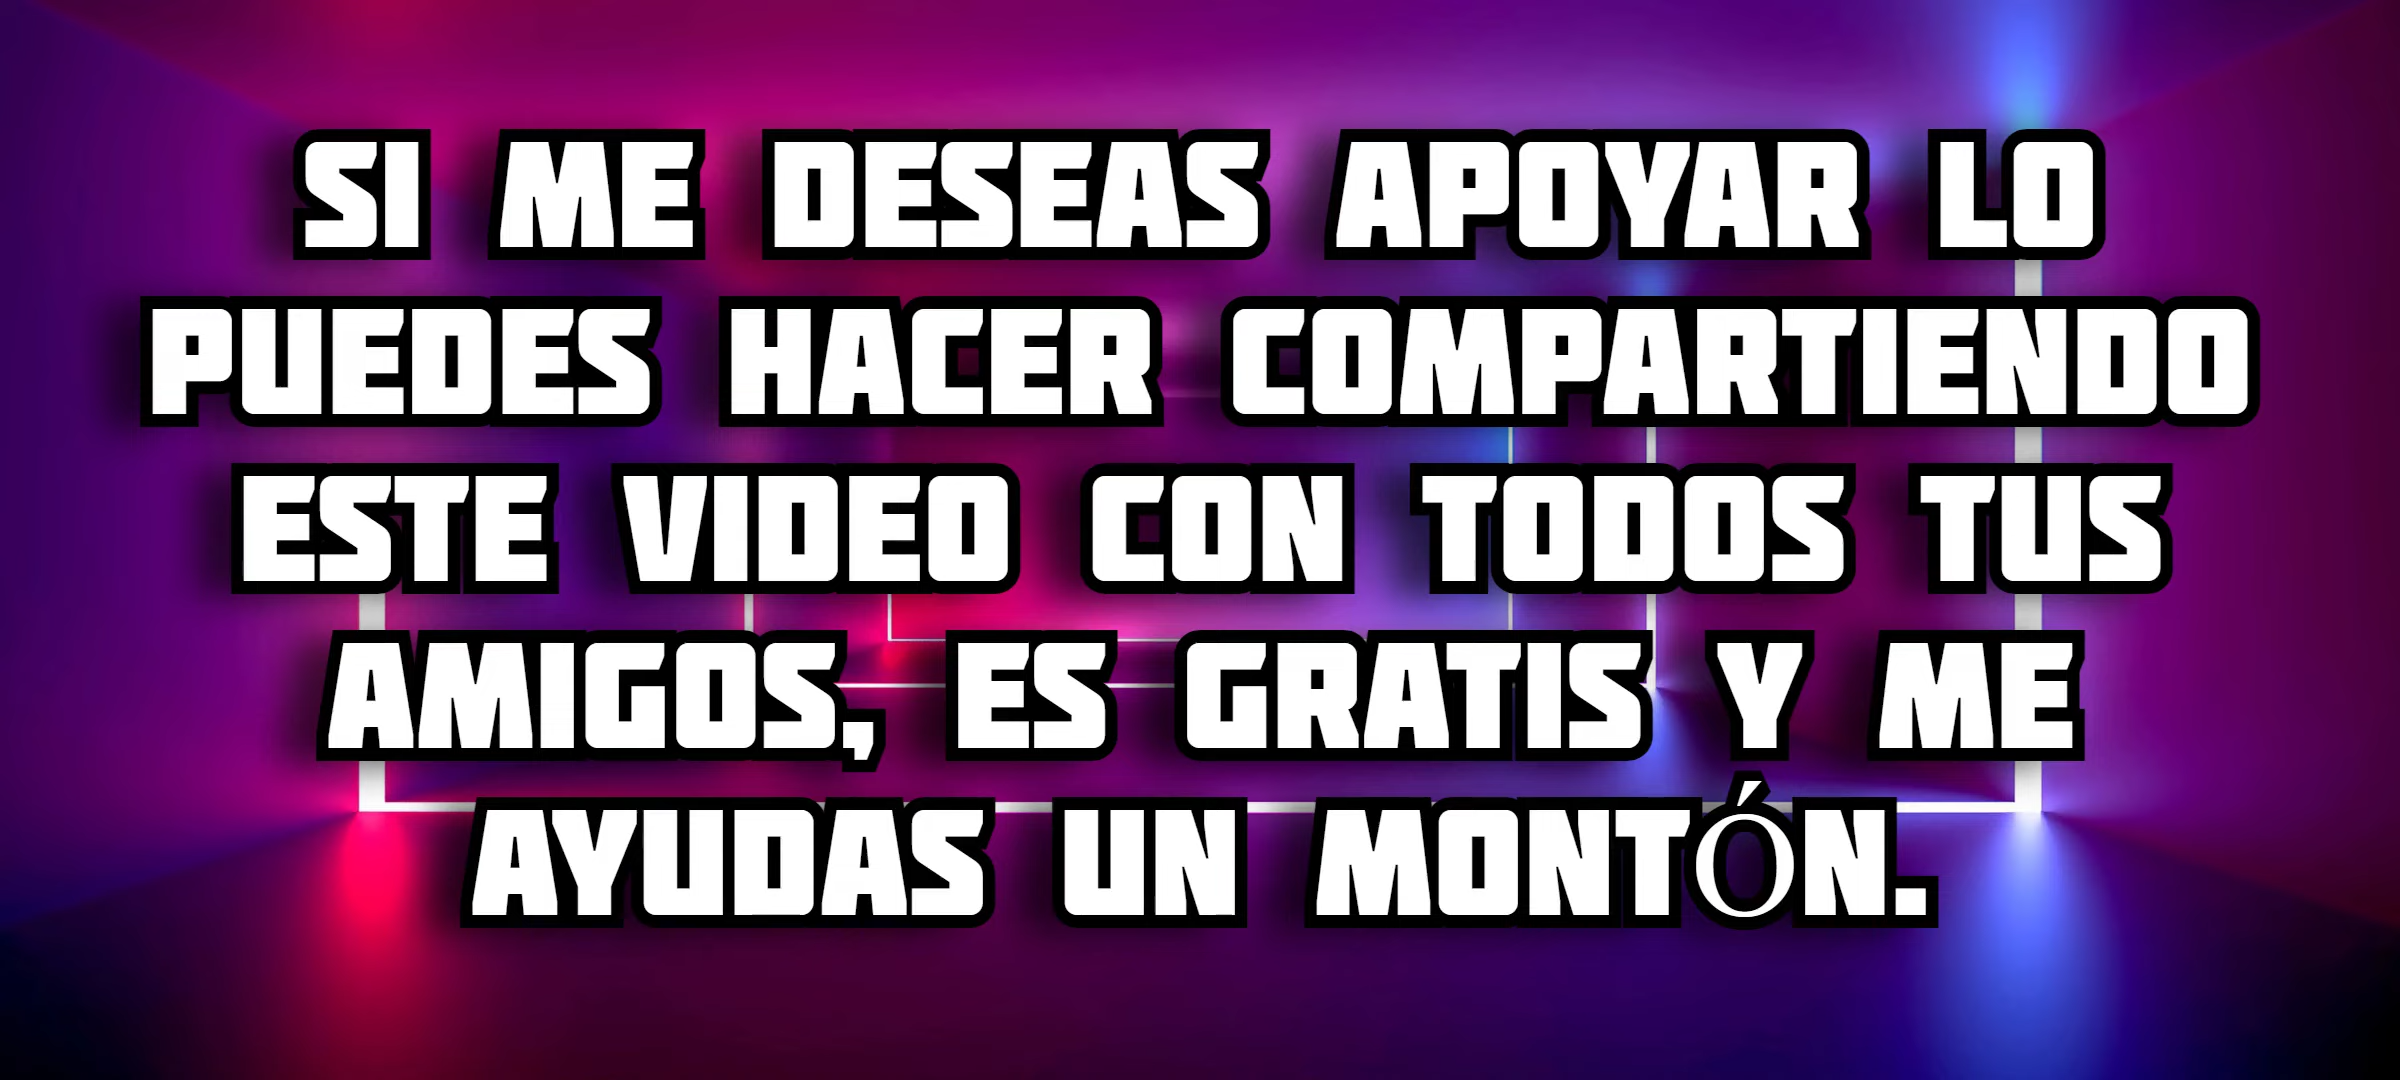 SI ME DESEAS APOYAR LO
PUEDES HACER COMPARTIENDO
ESTE VIDEO CON TODOS TUS
AMIGOS, ES GRATIS Y ME
AYUDAS UN MONTÓN.